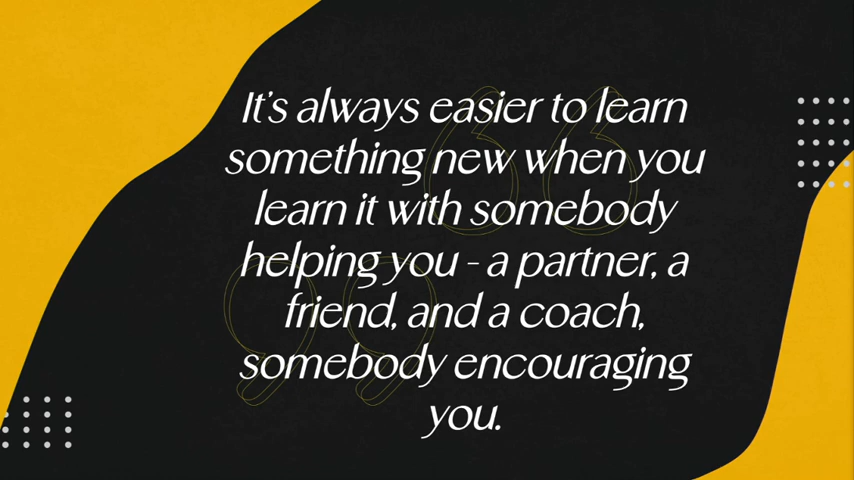 It's always easier to learn
something new when you
learn it with somebody
helping you - a partner, a
friend, and a coach,
somebody encouraging
you.